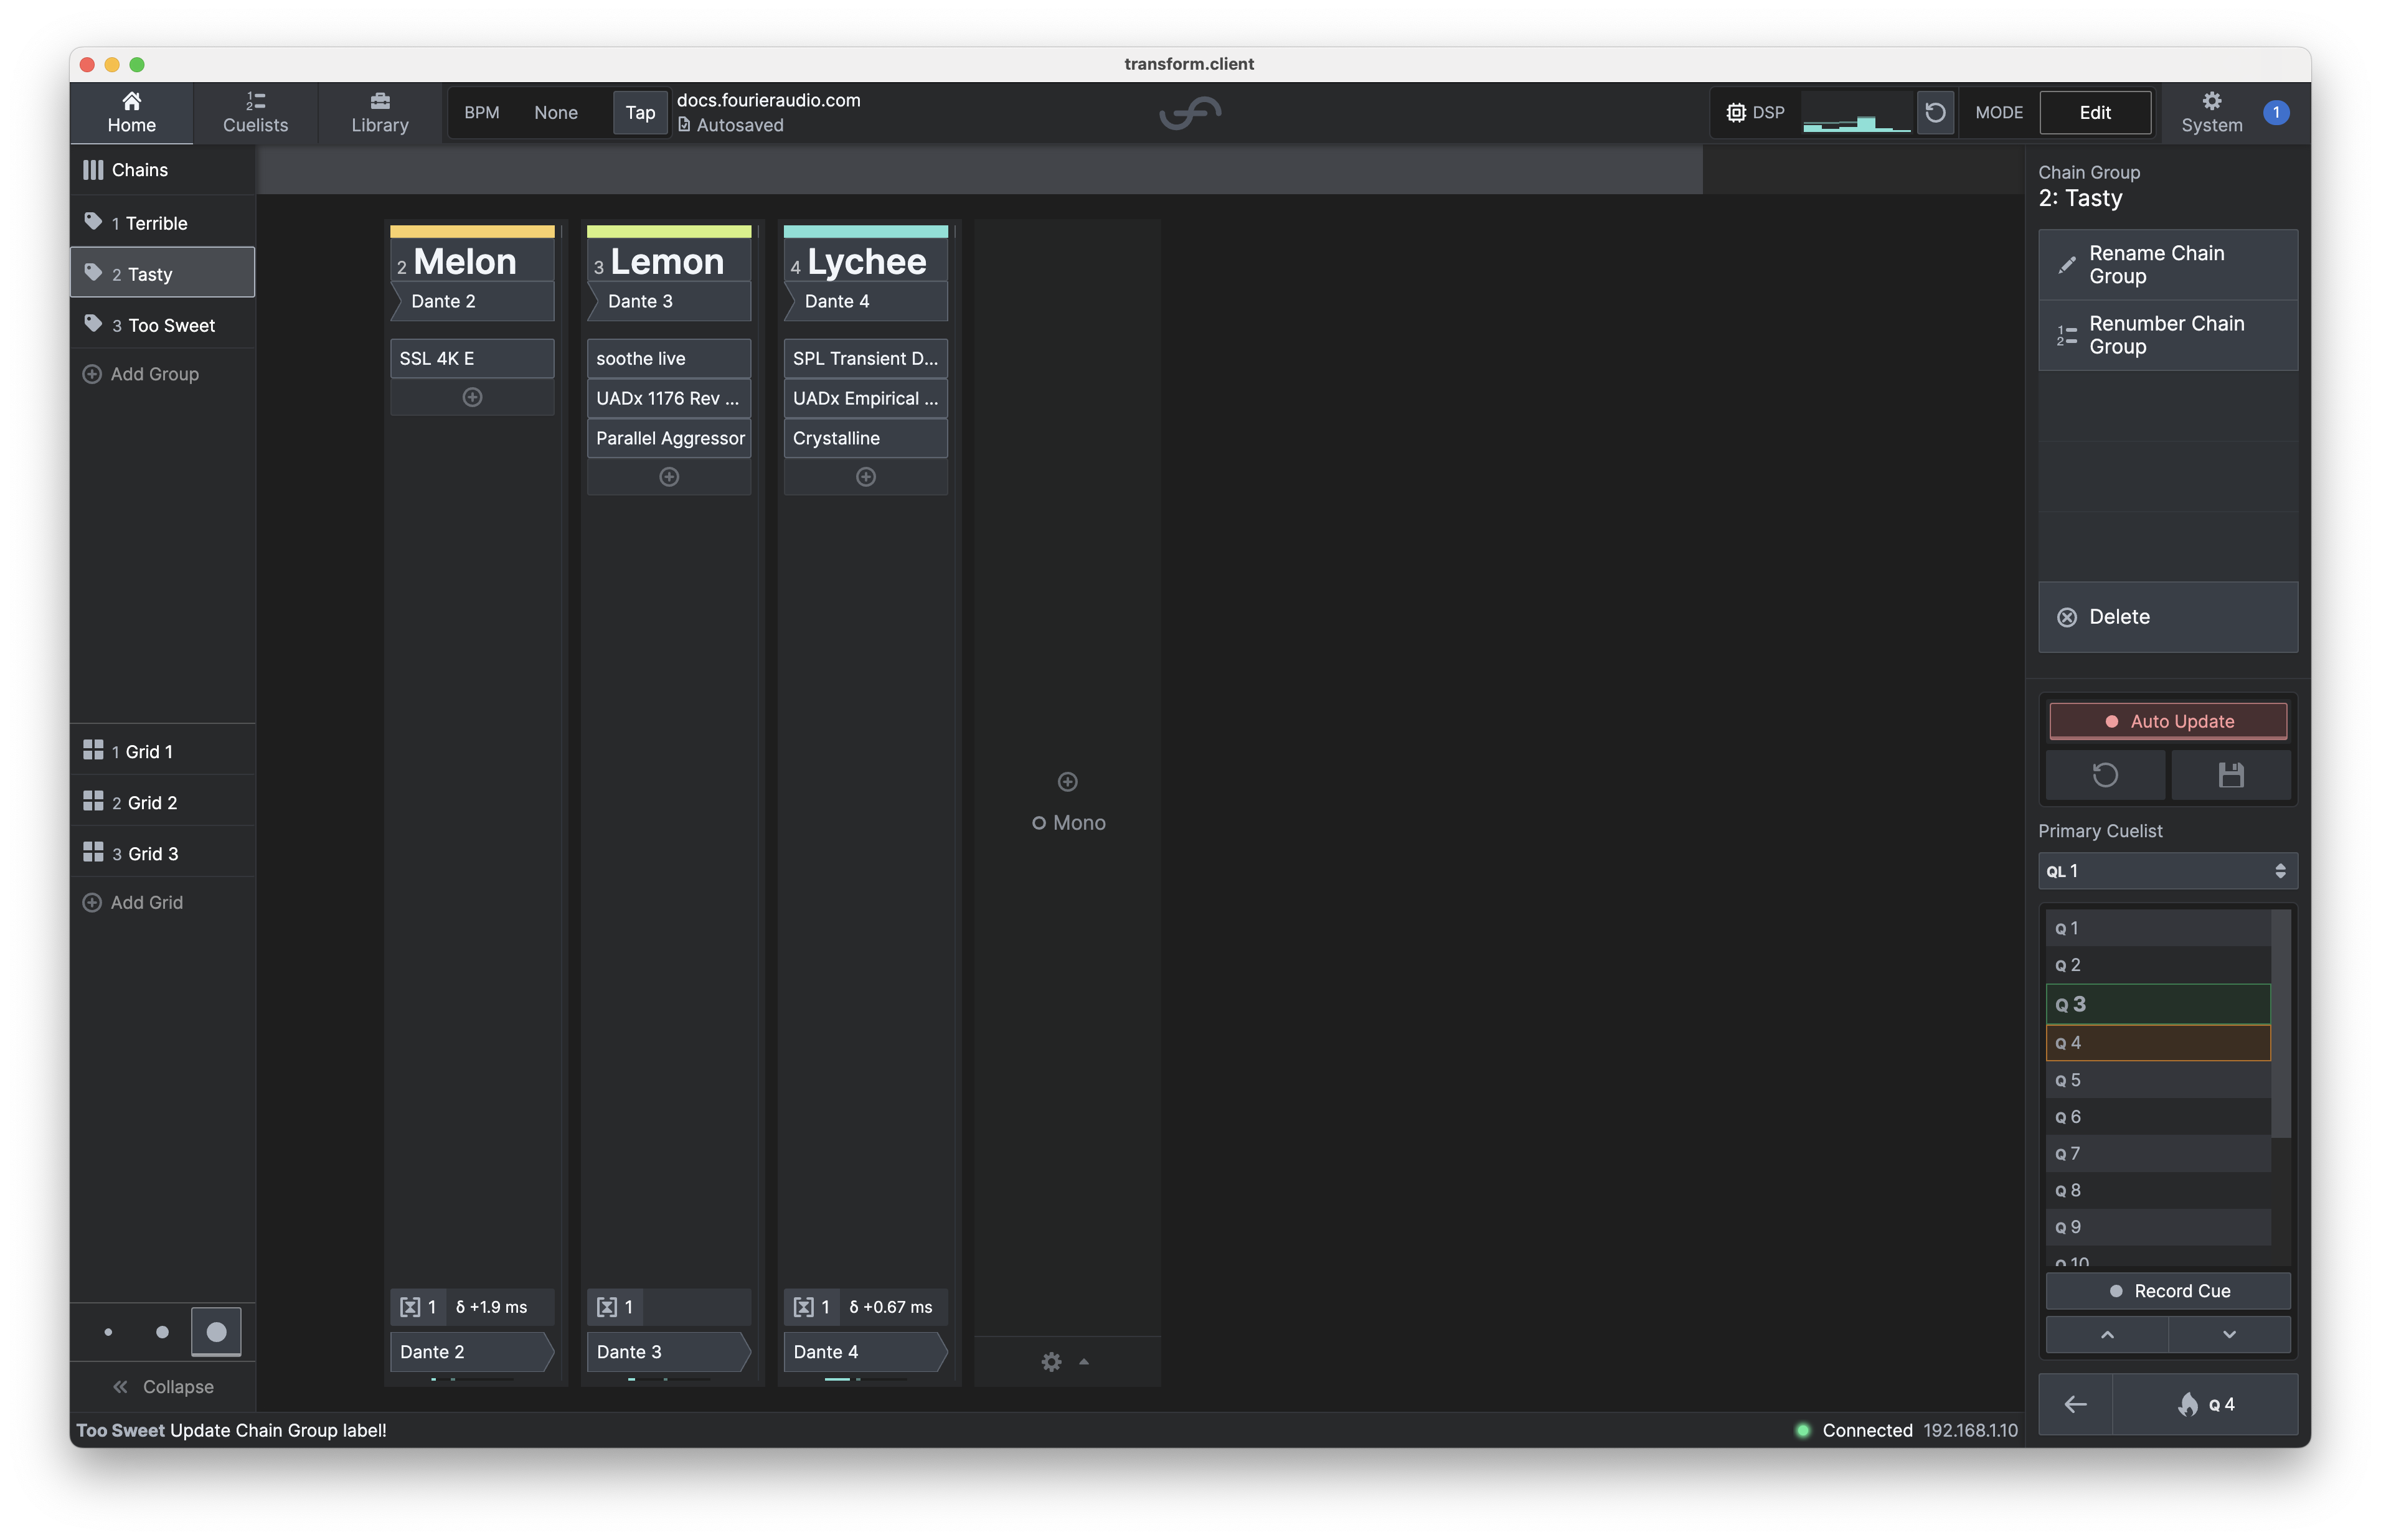 transform.client
Home
Cuelists
Library
BPM None Tap
docs.fourieraudio.com
Autosaved
DSP
MODE Edit
System
1
Chains
1 Terrible
2 Tasty
3 Too Sweet
Add Group
1 Grid 1
2 Grid 2
3 Grid 3
Add Grid
Collapse
2 Melon
Dante 2
SSL 4K E
1 δ +1.9 ms
Dante 2
3 Lemon
Dante 3
soothe live
UADx 1176 Rev ...
Parallel Aggressor
1
Dante 3
4 Lychee
Dante 4
SPL Transient D...
UADx Empirical ...
Crystalline
1 δ +0.67 ms
Dante 4
Mono
Chain Group
2: Tasty
Rename Chain
Group
Renumber Chain
Group
Delete
Auto Update
Primary Cuelist
QL 1
Q 1
Q 2
Q 3
Q 4
Q 5
Q 6
Q 7
Q 8
Q 9
Q 10
Record Cue
Q 4
Too Sweet Update Chain Group label!
Connected 192.168.1.10